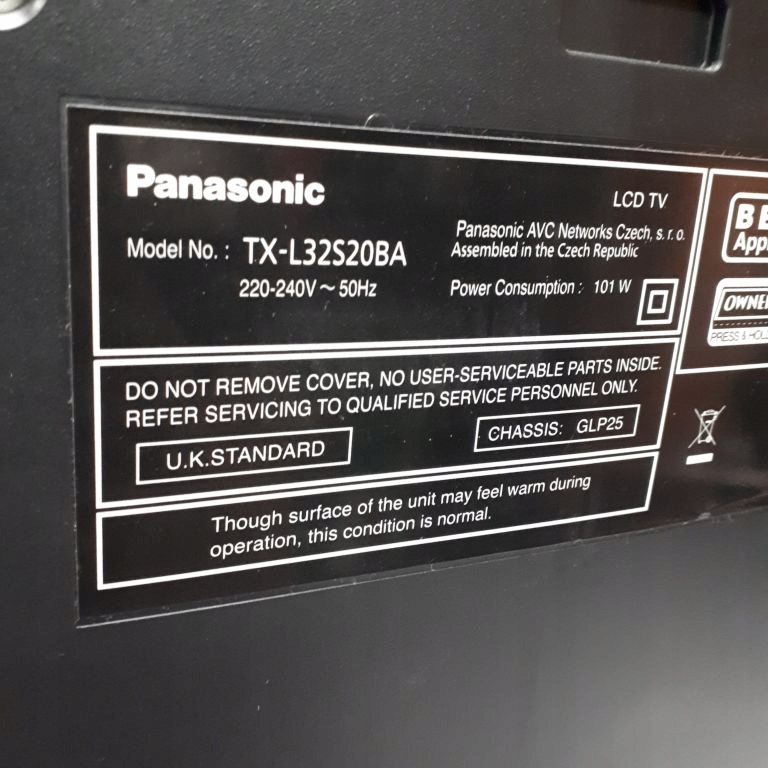 Panasonic
LCD TV
Model No. : TX-L32S20BA
220-240V ~ 50Hz
Panasonic AVC Networks Czech, s. r. o.
Assembled in the Czech Republic
Power Consumption : 101 W
DO NOT REMOVE COVER, NO USER-SERVICEABLE PARTS INSIDE.
REFER SERVICING TO QUALIFIED SERVICE PERSONNEL ONLY.
U.K.STANDARD
CHASSIS: GLP25
Though surface of the unit may feel warm during
operation, this condition is normal.
PRESS &